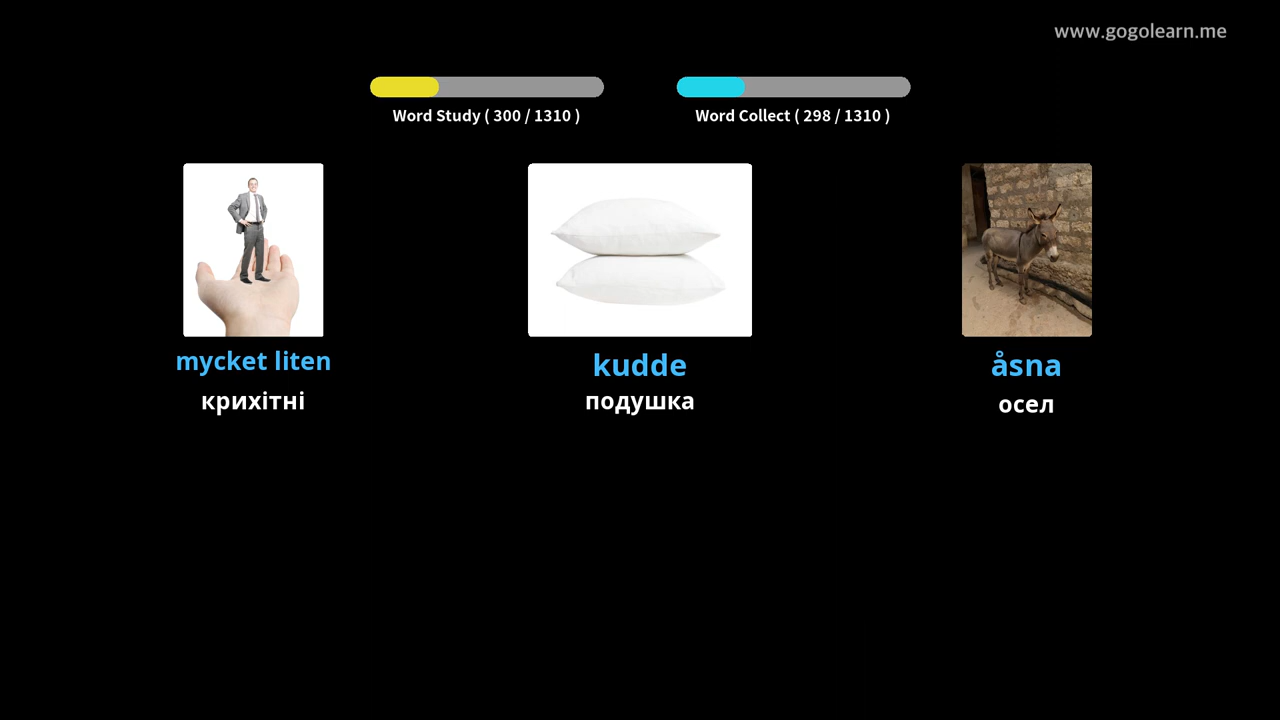 www.gogolearn.me
Word Study ( 300 / 1310 )
Word Collect ( 298 / 1310 )
mycket liten
крихітні
kudde
подушка
åsna
осел